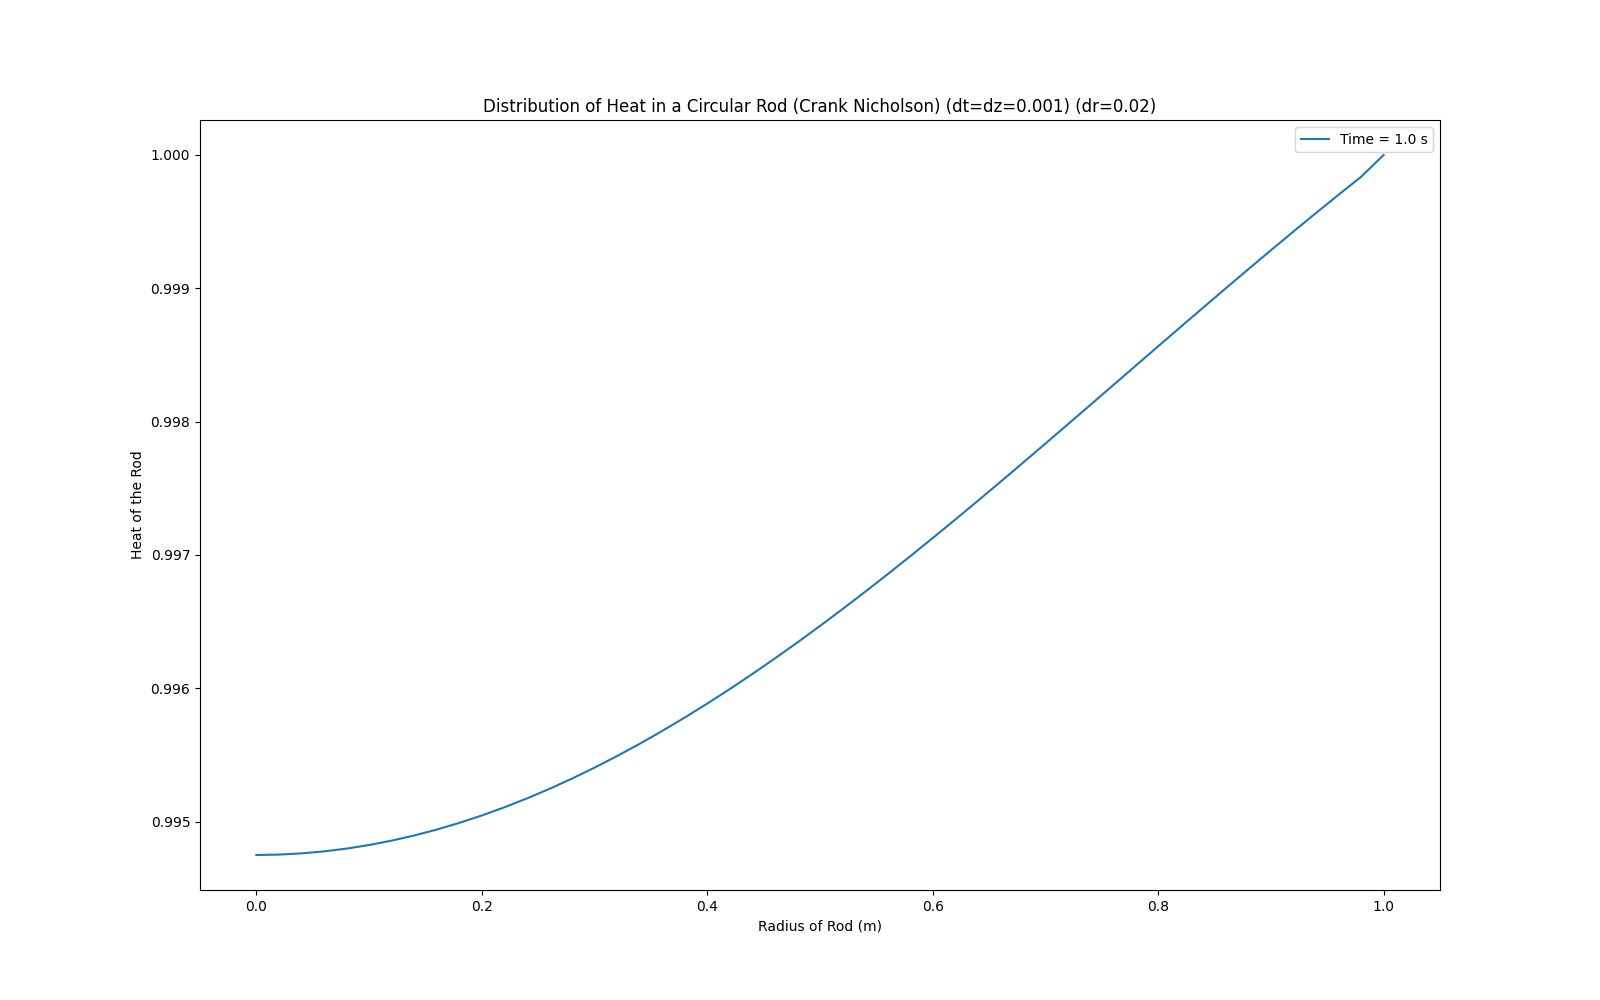 Distribution of Heat in a Circular Rod (Crank Nicholson) (dt=dz=0.001) (dr=0.02)
Time = 1.0 s
1.000
0.999
0.998
0.997
0.996
0.995
Heat of the Rod
0.0 0.2 0.4 0.6 0.8 1.0
Radius of Rod (m)